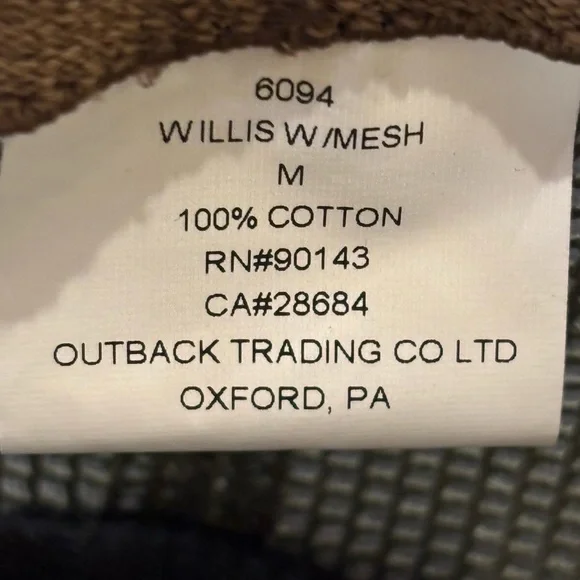 6094
WILLIS W/MESH
M
100% COTTON
RN#90143
CA#28684
OUTBACK TRADING CO LTD
OXFORD, PA